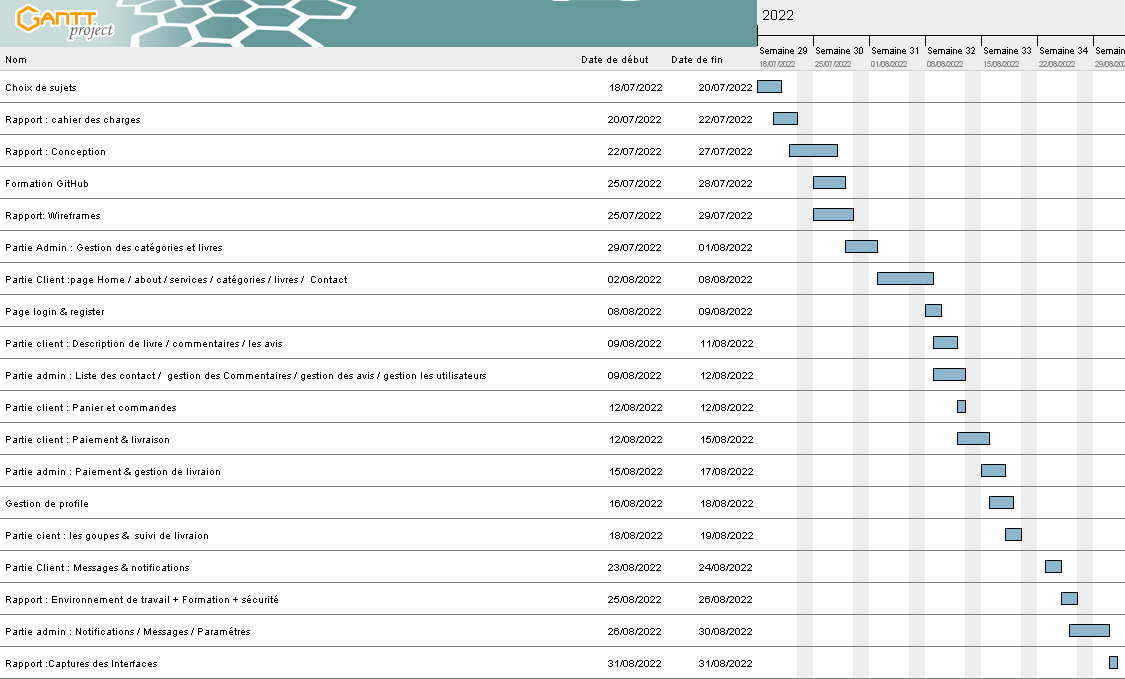 GANTT project
2022
Semaine 29 Semaine 30 Semaine 31 Semaine 32 Semaine 33 Semaine 34 Semain
18/07/2022 25/07/2022 01/08/2022 08/08/2022 15/08/2022 22/08/2022 29/08/202
Nom Date de début Date de fin
Choix de sujets 18/07/2022 20/07/2022
Rapport : cahier des charges 20/07/2022 22/07/2022
Rapport : Conception 22/07/2022 27/07/2022
Formation GitHub 25/07/2022 28/07/2022
Rapport: Wireframes 25/07/2022 29/07/2022
Partie Admin : Gestion des catégories et livres 29/07/2022 01/08/2022
Partie Client :page Home / about / services / catégories / livres / Contact 02/08/2022 08/08/2022
Page login & register 08/08/2022 09/08/2022
Partie client : Description de livre / commentaires / les avis 09/08/2022 11/08/2022
Partie admin : Liste des contact / gestion des Commentaires / gestion des avis / gestion les utilisateurs 09/08/2022 12/08/2022
Partie client : Panier et commandes 12/08/2022 12/08/2022
Partie client : Paiement & livraison 12/08/2022 15/08/2022
Partie admin : Paiement & gestion de livraion 15/08/2022 17/08/2022
Gestion de profile 16/08/2022 18/08/2022
Partie cient : les goupes & suivi de livraion 18/08/2022 19/08/2022
Partie Client : Messages & notifications 23/08/2022 24/08/2022
Rapport : Environnement de travail + Formation + sécurité 25/08/2022 26/08/2022
Partie admin : Notifications / Messages / Paramètres 26/08/2022 30/08/2022
Rapport :Captures des Interfaces 31/08/2022 31/08/2022